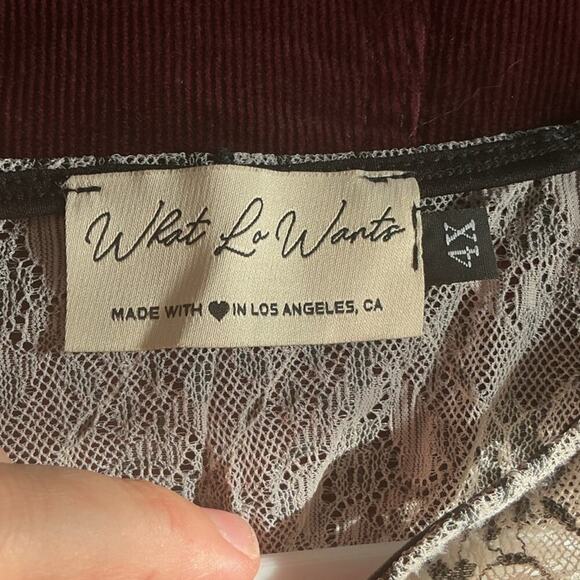 What Lo Wants
MADE WITH ♥ IN LOS ANGELES, CA
4X